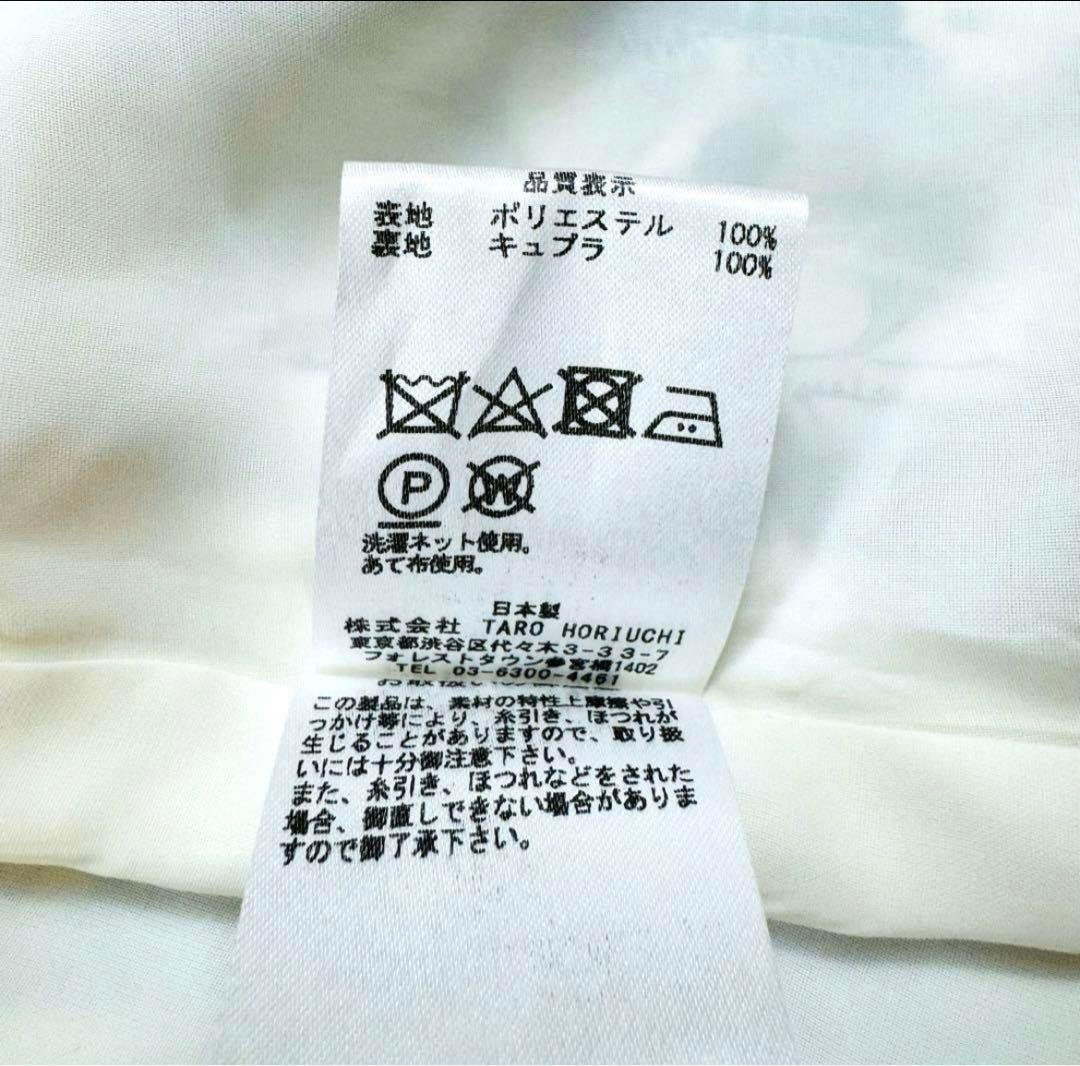 品質表示
表地 ポリエステル 100%
裏地 キュプラ 100%
P W
洗濯ネット使用。
あて布使用。
日本製
株式会社 TARO HORIUCHI
東京都渋谷区代々木3-33-7
フォレストタウン参宮橋1402
TEL 03-6300-4461
お取扱い
この製品は、素材の特性上摩擦や引
っかけ等により、糸引き、ほつれが
生じることがありますので、取り扱
いには十分御注意下さい。
また、糸引き、ほつれなどをされた
場合、御直しできない場合がありま
すので御了承下さい。